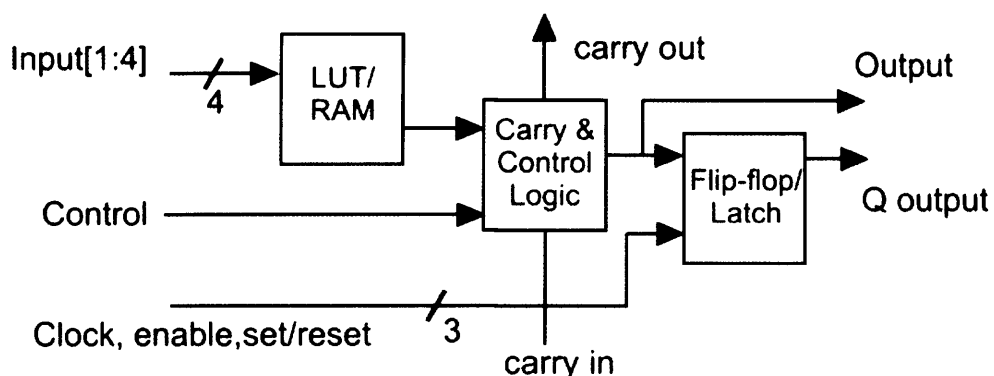 Input[1:4]
4
LUT/
RAM
carry out
Output
Carry &
Control
Logic
Flip-flop/
Latch
Q output
Control
Clock, enable,set/reset
3
carry in